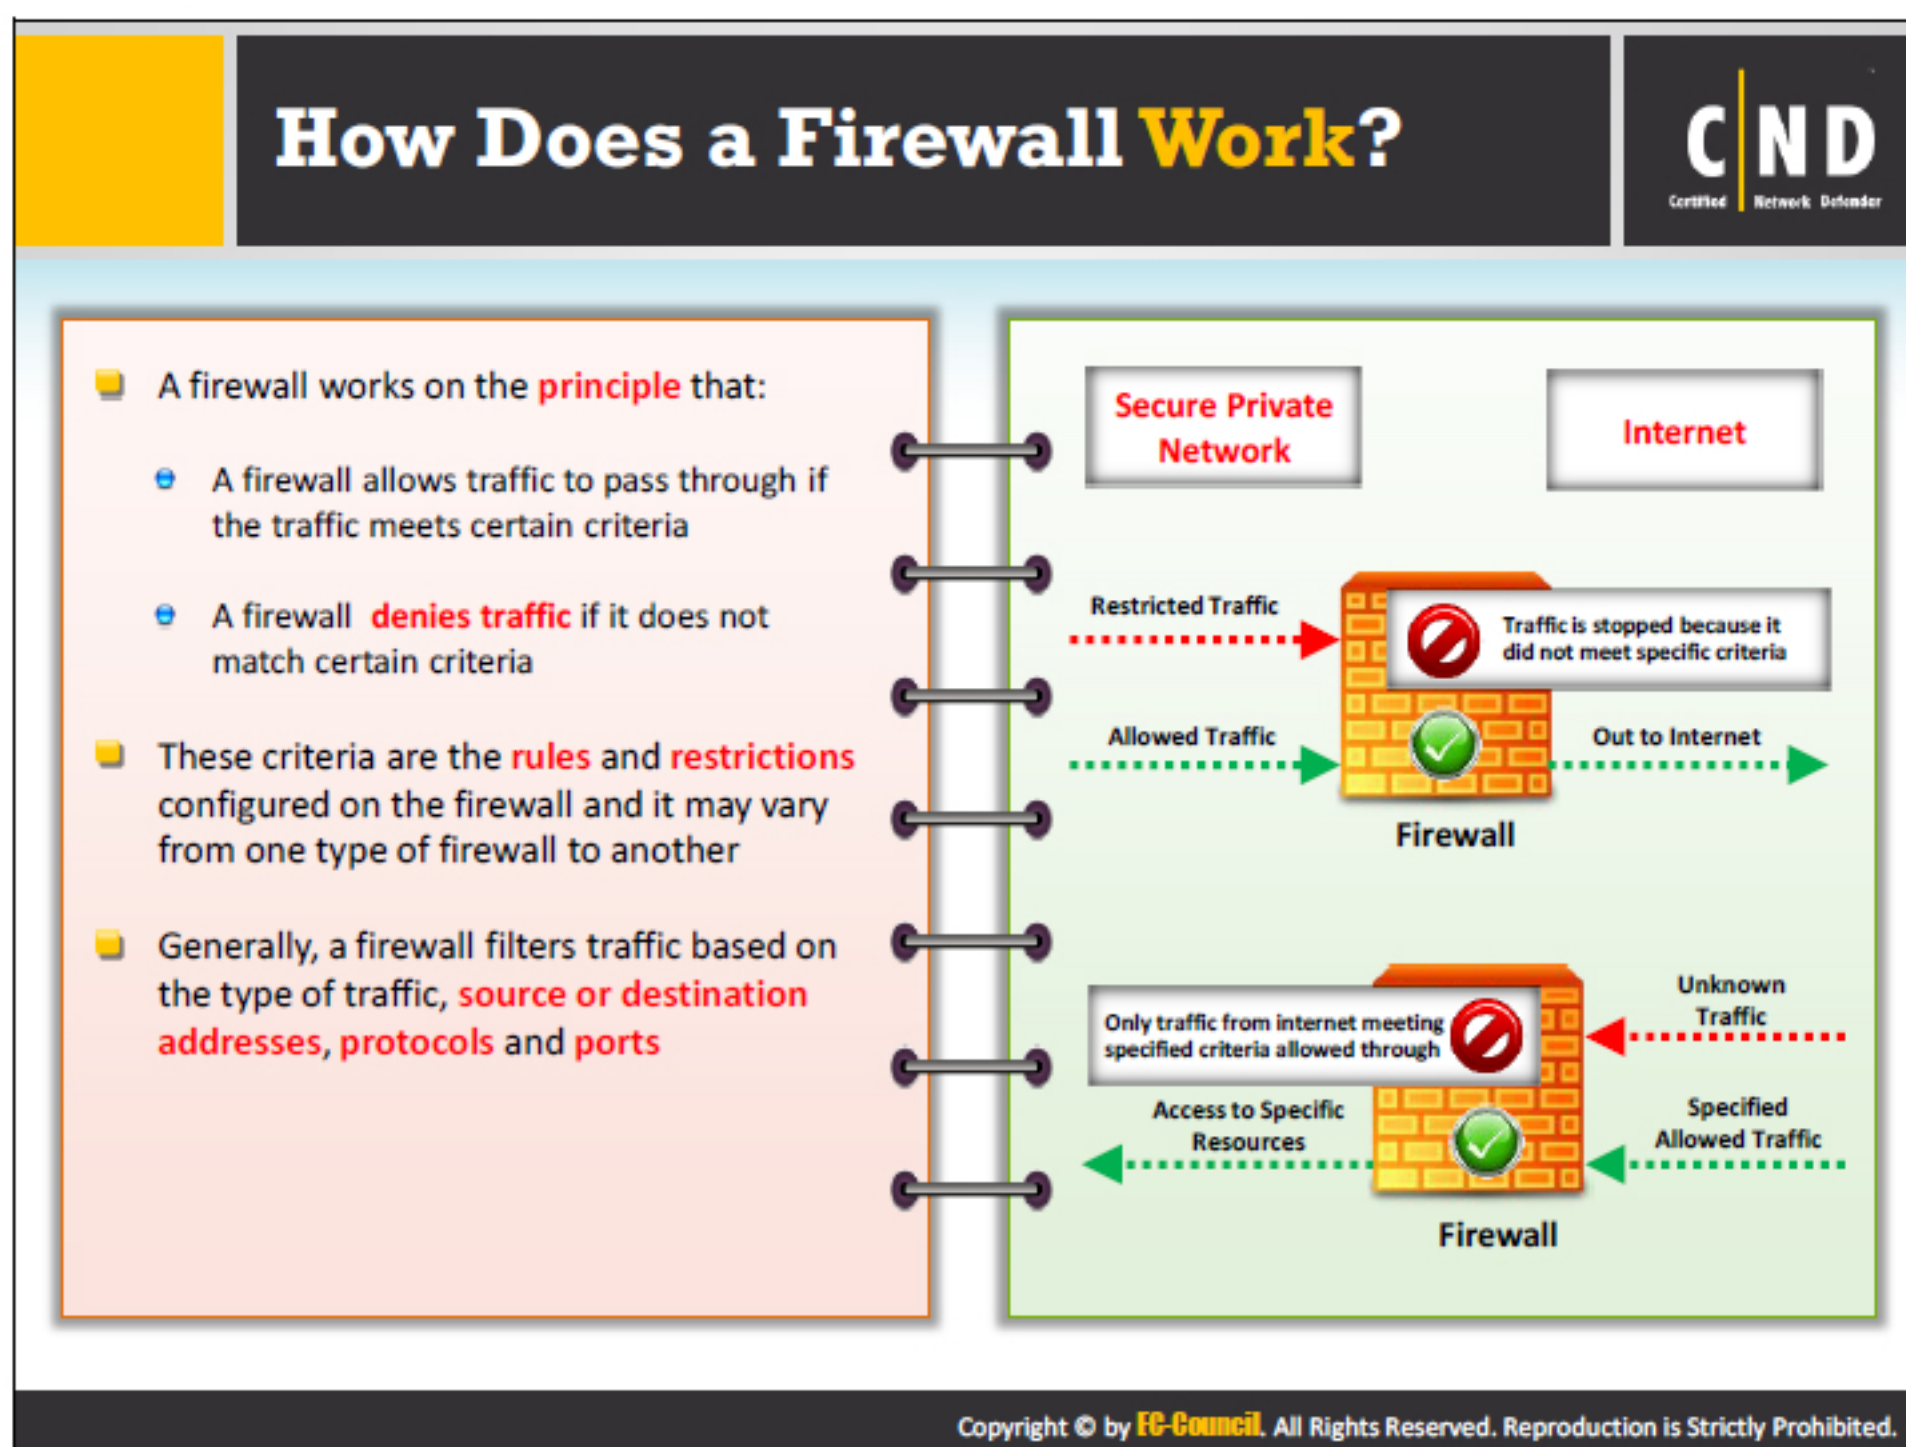 How Does a Firewall Work?
C|ND
Certified Network Defender
A firewall works on the principle that:
A firewall allows traffic to pass through if
the traffic meets certain criteria
A firewall denies traffic if it does not
match certain criteria
These criteria are the rules and restrictions
configured on the firewall and it may vary
from one type of firewall to another
Generally, a firewall filters traffic based on
the type of traffic, source or destination
addresses, protocols and ports
Secure Private
Network
Internet
Restricted Traffic
Traffic is stopped because it
did not meet specific criteria
Allowed Traffic
Out to Internet
Firewall
Only traffic from internet meeting
specified criteria allowed through
Unknown
Traffic
Access to Specific
Resources
Specified
Allowed Traffic
Firewall
Copyright © by EC-Council. All Rights Reserved. Reproduction is Strictly Prohibited.